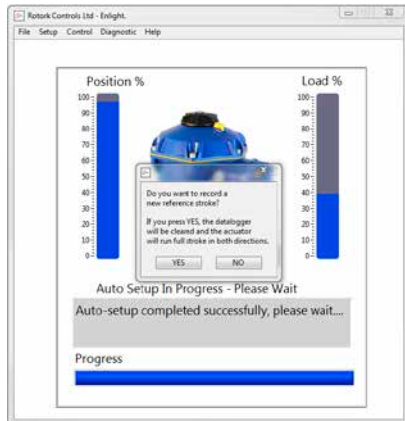 Rotork Controls Ltd - Enlight.
File Setup Control Diagnostic Help
Position %
Load %
100
90
80
70
60
50
40
30
20
10
0
100
90
80
70
60
50
40
30
20
10
0
Do you want to record a
new reference stroke?
If you press YES, the datalogger
will be cleared and the actuator
will run full stroke in both directions.
YES NO
Auto Setup In Progress - Please Wait
Auto-setup completed successfully, please wait....
Progress